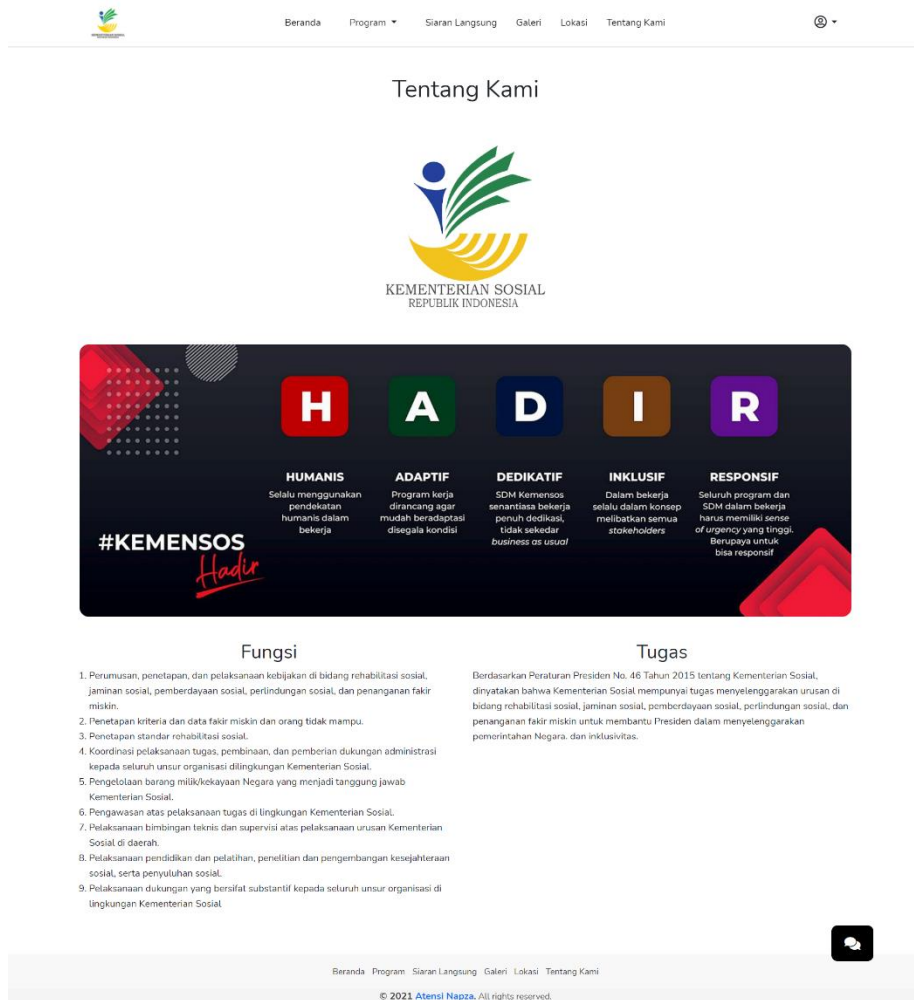 Beranda Program Siaran Langsung Galeri Lokasi Tentang Kami
Tentang Kami
KEMENTERIAN SOSIAL
REPUBLIK INDONESIA
H A D I R
HUMANIS
Selalu menggunakan
pendekatan
humanis dalam
bekerja
ADAPTIF
Program kerja
dirancang agar
mudah beradaptasi
disegala kondisi
DEDIKATIF
SDM Kemensos
senantiasa bekerja
penuh dedikasi,
tidak sekedar
business as usual
INKLUSIF
Dalam bekerja
selalu dalam konsep
melibatkan semua
stakeholders
RESPONSIF
Seluruh program dan
SDM dalam bekerja
harus memiliki sense
of urgency yang tinggi.
Berupaya untuk
bisa responsif
#KEMENSOS
Hadir
Fungsi
1. Perumusan, penetapan, dan pelaksanaan kebijakan di bidang rehabilitasi sosial,
jaminan sosial, pemberdayaan sosial, perlindungan sosial, dan penanganan fakir
miskin.
2. Penetapan kriteria dan data fakir miskin dan orang tidak mampu.
3. Penetapan standar rehabilitasi sosial.
4. Koordinasi pelaksanaan tugas, pembinaan, dan pemberian dukungan administrasi
kepada seluruh unsur organisasi dilingkungan Kementerian Sosial.
5. Pengelolaan barang milik/kekayaan Negara yang menjadi tanggung jawab
Kementerian Sosial.
6. Pengawasan atas pelaksanaan tugas di lingkungan Kementerian Sosial.
7. Pelaksanaan bimbingan teknis dan supervisi atas pelaksanaan urusan Kementerian
Sosial di daerah.
8. Pelaksanaan pendidikan dan pelatihan, penelitian dan pengembangan kesejahteraan
sosial, serta penyuluhan sosial.
9. Pelaksanaan dukungan yang bersifat substantif kepada seluruh unsur organisasi di
lingkungan Kementerian Sosial
Tugas
Berdasarkan Peraturan Presiden No. 46 Tahun 2015 tentang Kementerian Sosial,
dinyatakan bahwa Kementerian Sosial mempunyai tugas menyelenggarakan urusan di
bidang rehabilitasi sosial, jaminan sosial, pemberdayaan sosial, perlindungan sosial, dan
penanganan fakir miskin untuk membantu Presiden dalam menyelenggarakan
pemerintahan Negara. dan inklusivitas.
Beranda Program Siaran Langsung Galeri Lokasi Tentang Kami
© 2021 Atensi Napza. All rights reserved.